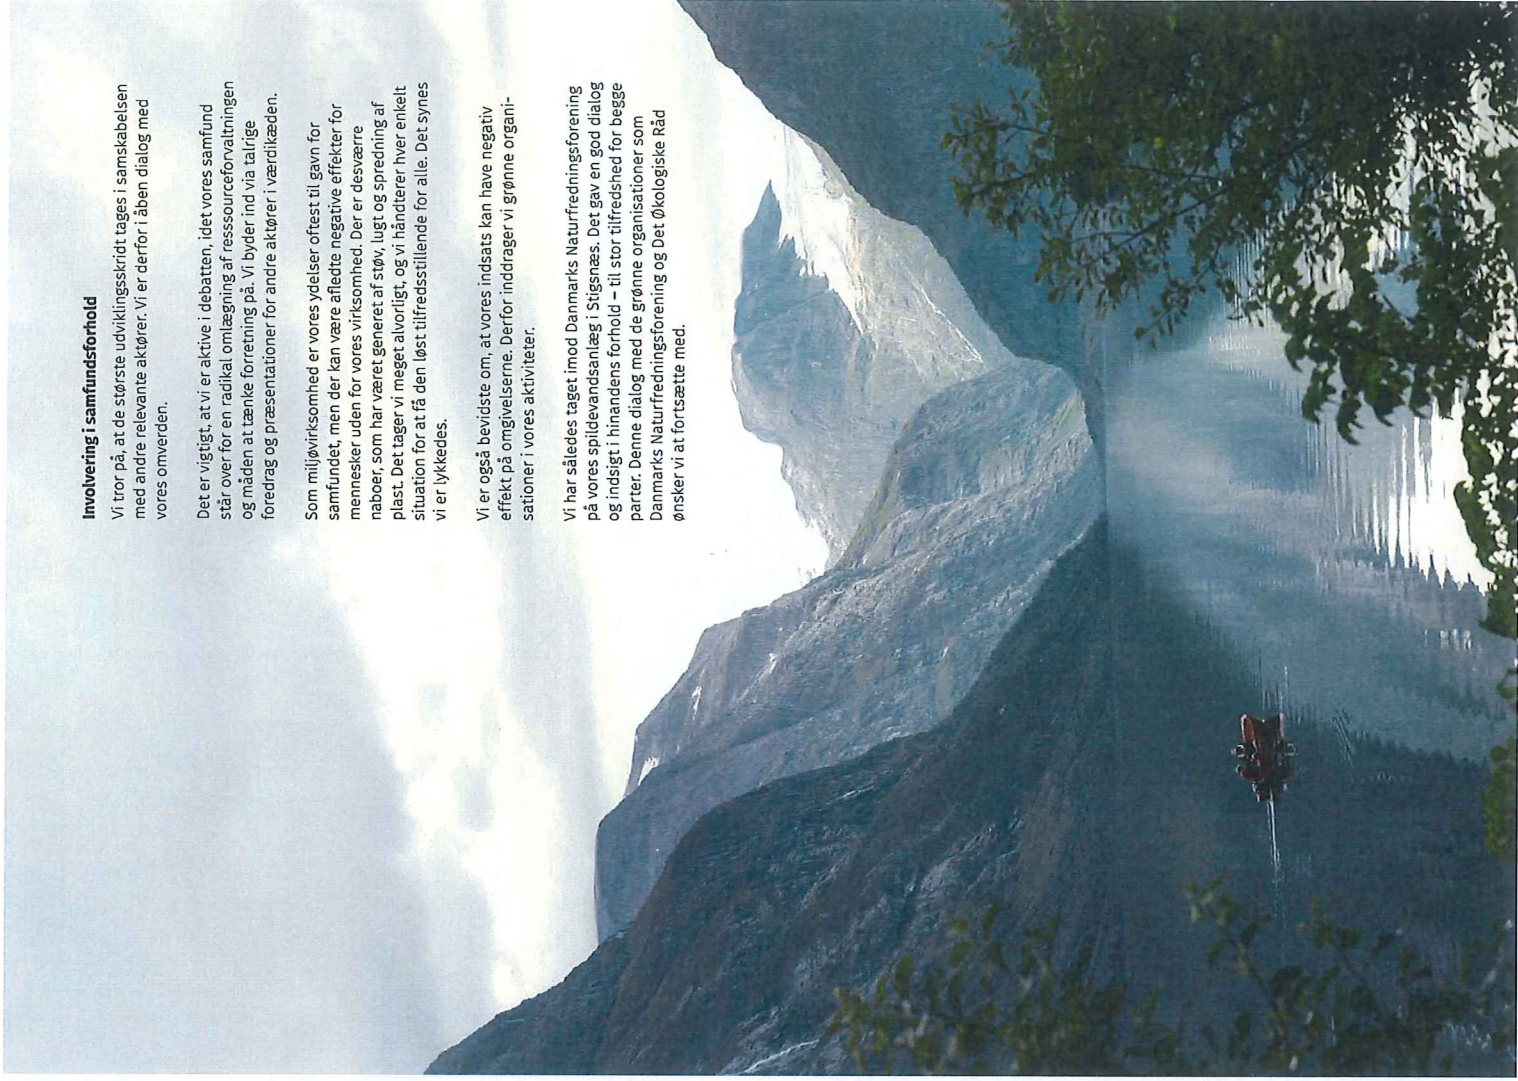 Involvering i samfundsforhold
Vi tror på, at de største udviklingsskridt tages i samskabelsen
med andre relevante aktører. Vi er derfor i åben dialog med
vores omverden.
Det er vigtigt, at vi er aktive i debatten, idet vores samfund
står over for en radikal omlægning af resssourceforvaltningen
og måden at tænke forretning på. Vi byder ind via talrige
foredrag og præsentationer for andre aktører i værdikæden.
Som miljøvirksomhed er vores ydelser oftest til gavn for
samfundet, men der kan være afledte negative effekter for
mennesker uden for vores virksomhed. Der er desværre
naboer, som har været generet af støv, lugt og spredning af
plast. Det tager vi meget alvorligt, og vi håndterer hver enkelt
situation for at få den løst tilfredsstillende for alle. Det synes
vi er lykkedes.
Vi er også bevidste om, at vores indsats kan have negativ
effekt på omgivelserne. Derfor inddrager vi grønne organi-
sationer i vores aktiviteter.
Vi har således taget imod Danmarks Naturfredningsforening
på vores spildevandsanlæg i Stigsnæs. Det gav en god dialog
og indsigt i hinandens forhold – til stor tilfredshed for begge
parter. Denne dialog med de grønne organisationer som
Danmarks Naturfredningsforening og Det Økologiske Råd
ønsker vi at fortsætte med.